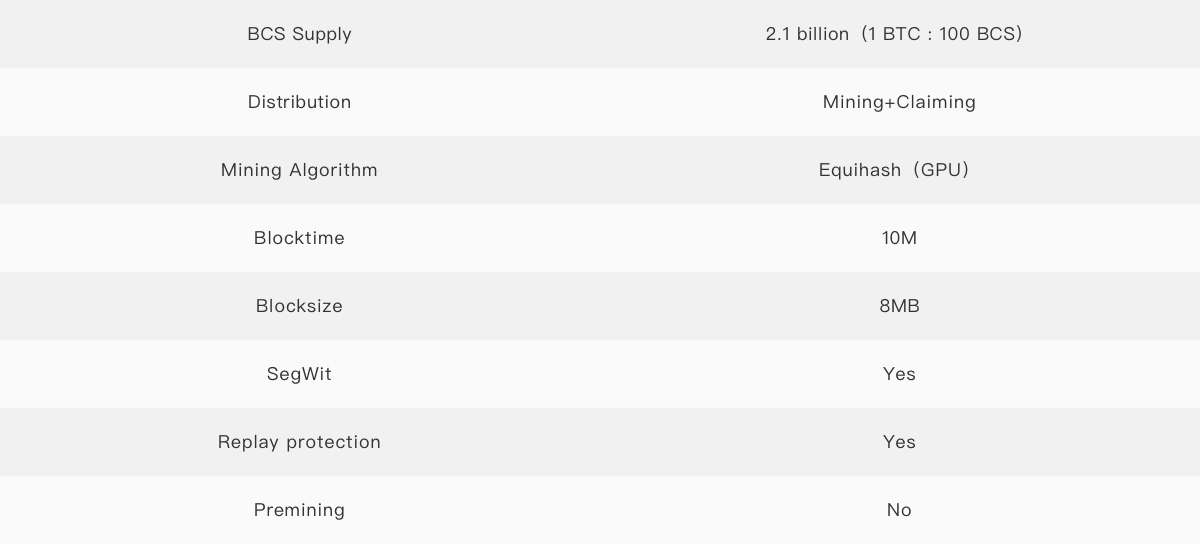 BCS Supply 2.1 billion（1 BTC : 100 BCS）
Distribution Mining+Claiming
Mining Algorithm Equihash（GPU）
Blocktime 10M
Blocksize 8MB
SegWit Yes
Replay protection Yes
Premining No